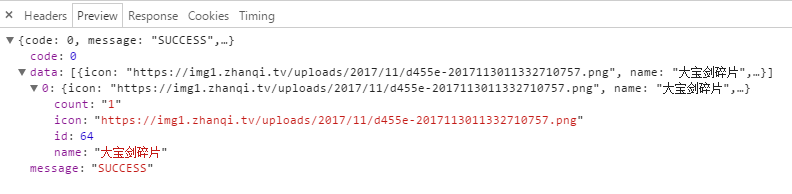 × Headers Preview Response Cookies Timing
▼{code: 0, message: "SUCCESS",…}
code: 0
▼data: [{icon: "https://img1.zhanqi.tv/uploads/2017/11/d455e-2017113011332710757.png", name: "大宝剑碎片",…}]
▼0: {icon: "https://img1.zhanqi.tv/uploads/2017/11/d455e-2017113011332710757.png", name: "大宝剑碎片",…}
count: "1"
icon: "https://img1.zhanqi.tv/uploads/2017/11/d455e-2017113011332710757.png"
id: 64
name: "大宝剑碎片"
message: "SUCCESS"